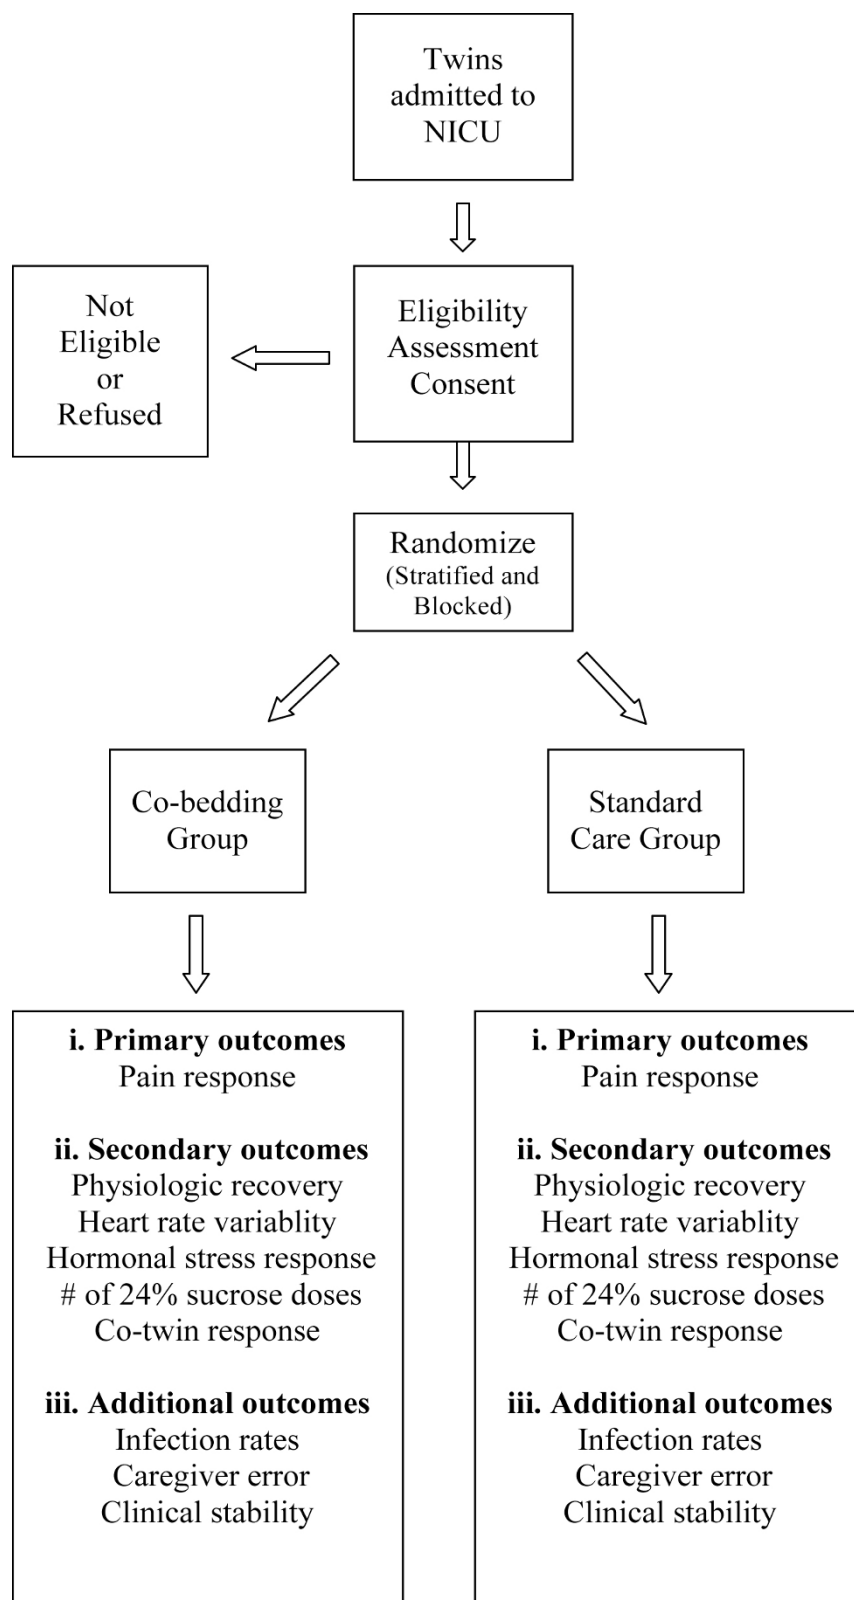 Twins
admitted to
NICU
Not
Eligible
or
Refused
Eligibility
Assessment
Consent
Randomize
(Stratified and
Blocked)
Co-bedding
Group
Standard
Care Group
i. Primary outcomes
Pain response
ii. Secondary outcomes
Physiologic recovery
Heart rate variablity
Hormonal stress response
# of 24% sucrose doses
Co-twin response
iii. Additional outcomes
Infection rates
Caregiver error
Clinical stability
i. Primary outcomes
Pain response
ii. Secondary outcomes
Physiologic recovery
Heart rate variablity
Hormonal stress response
# of 24% sucrose doses
Co-twin response
iii. Additional outcomes
Infection rates
Caregiver error
Clinical stability